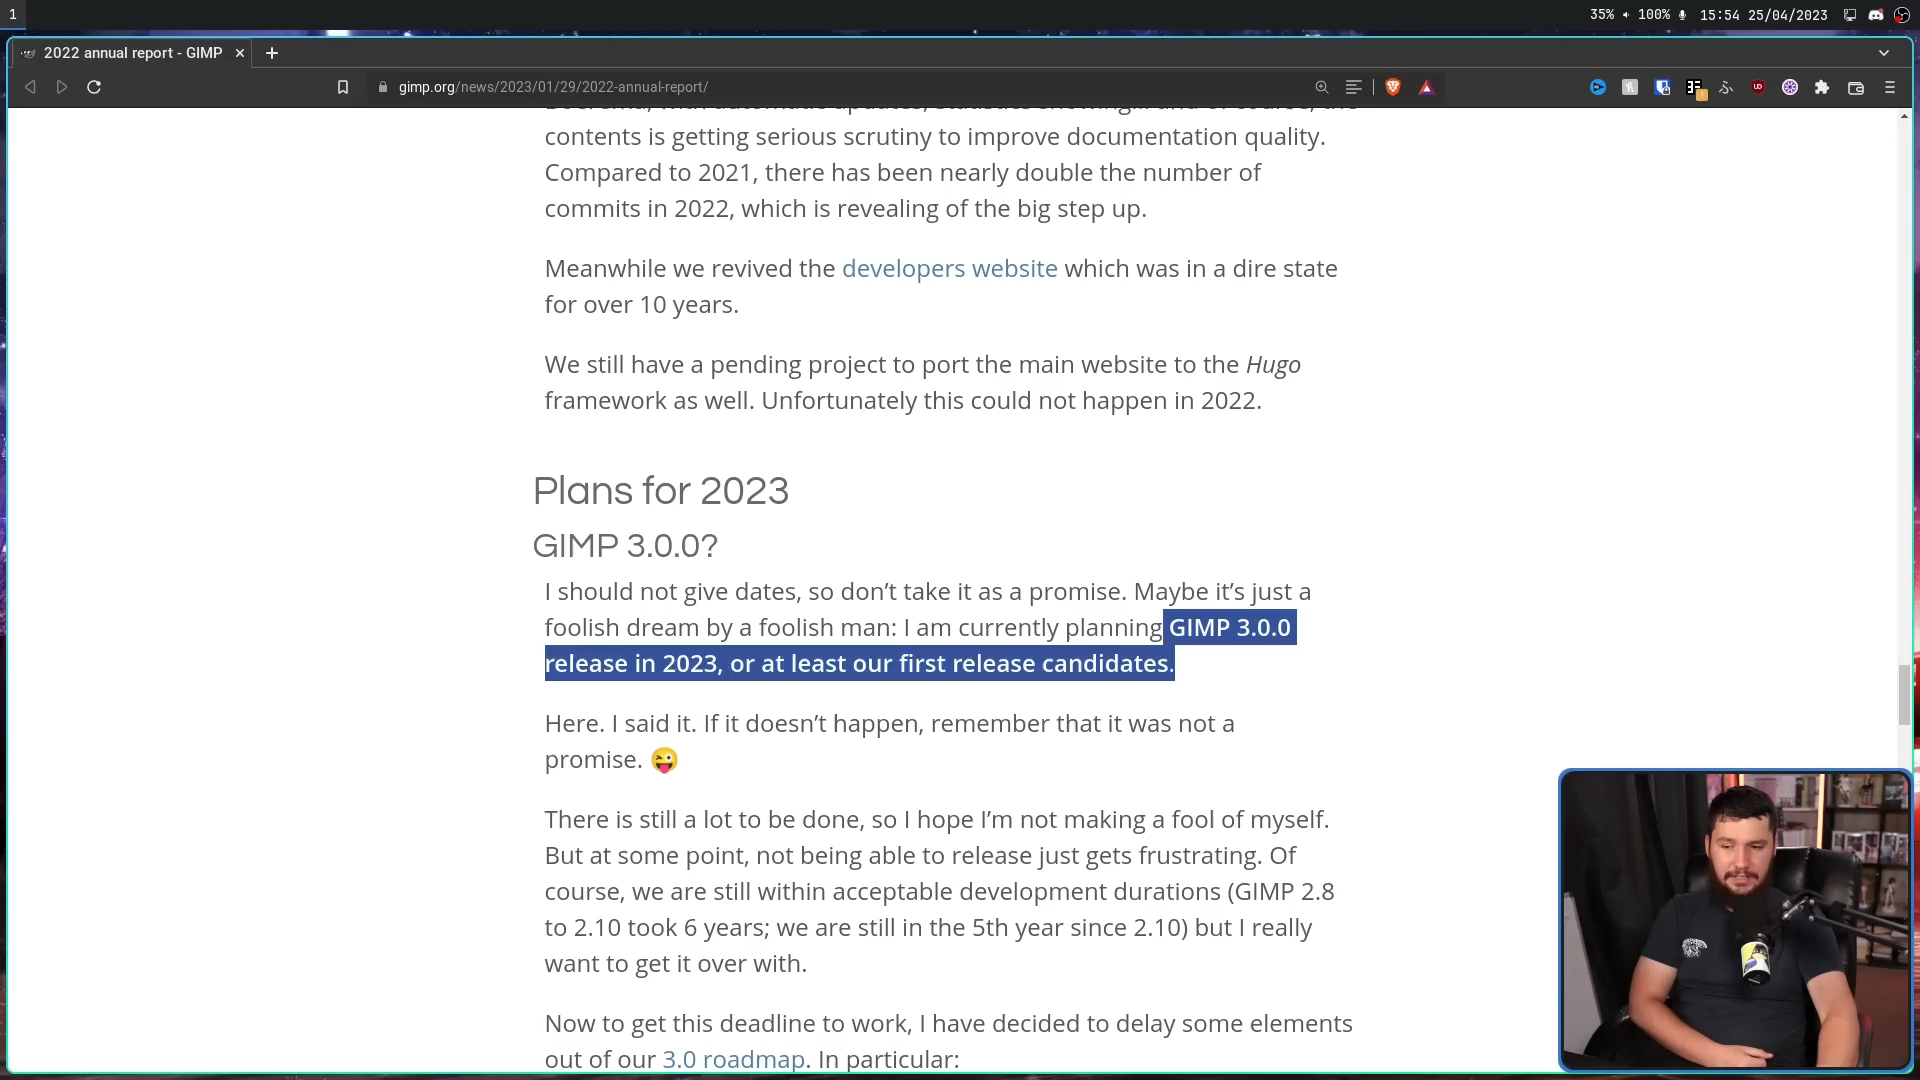 1
35%
100%
15:54 25/04/2023
2022 annual report - GIMP
gimp.org/news/2023/01/29/2022-annual-report/
contents is getting serious scrutiny to improve documentation quality.
Compared to 2021, there has been nearly double the number of
commits in 2022, which is revealing of the big step up.
Meanwhile we revived the developers website which was in a dire state
for over 10 years.
We still have a pending project to port the main website to the Hugo
framework as well. Unfortunately this could not happen in 2022.
Plans for 2023
GIMP 3.0.0?
I should not give dates, so don’t take it as a promise. Maybe it’s just a
foolish dream by a foolish man: I am currently planning GIMP 3.0.0
release in 2023, or at least our first release candidates.
Here. I said it. If it doesn’t happen, remember that it was not a
promise. 😜
There is still a lot to be done, so I hope I’m not making a fool of myself.
But at some point, not being able to release just gets frustrating. Of
course, we are still within acceptable development durations (GIMP 2.8
to 2.10 took 6 years; we are still in the 5th year since 2.10) but I really
want to get it over with.
Now to get this deadline to work, I have decided to delay some elements
out of our 3.0 roadmap. In particular: